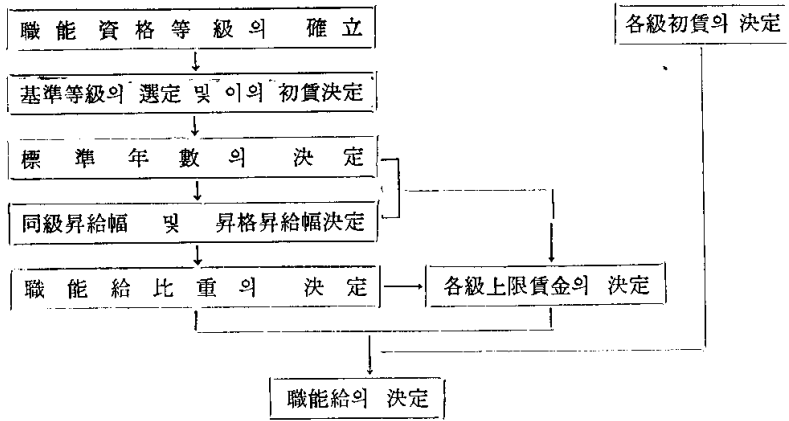 職能資格等級의 確立
各級初賃의 決定
基準等級의 選定 및 이의 初賃決定
標準年數의 決定
同級昇給幅 및 昇格昇給幅決定
職能給比重의 決定
各級上限賃金의 決定
職能給의 決定